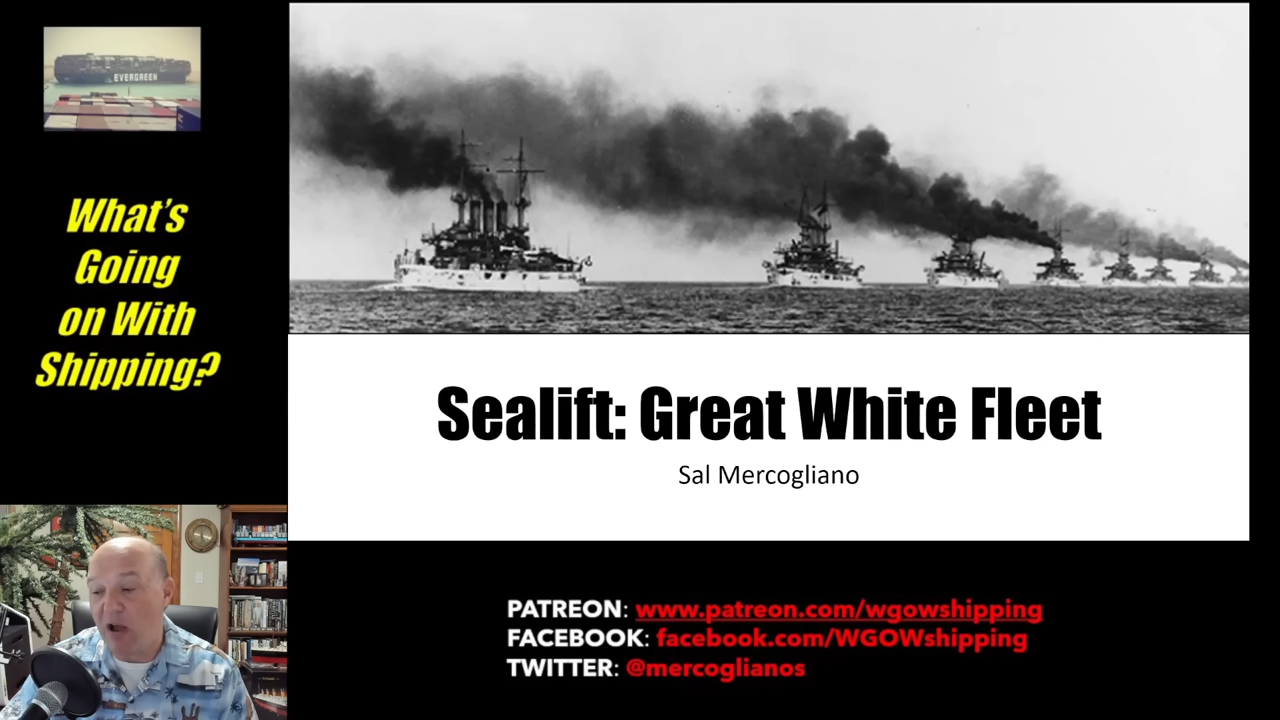 EVERGREEN
What's
Going
on With
Shipping?
Sealift: Great White Fleet
Sal Mercogliano
PATREON: www.patreon.com/wgowshipping
FACEBOOK: facebook.com/WGOWshipping
TWITTER: @mercoglianos